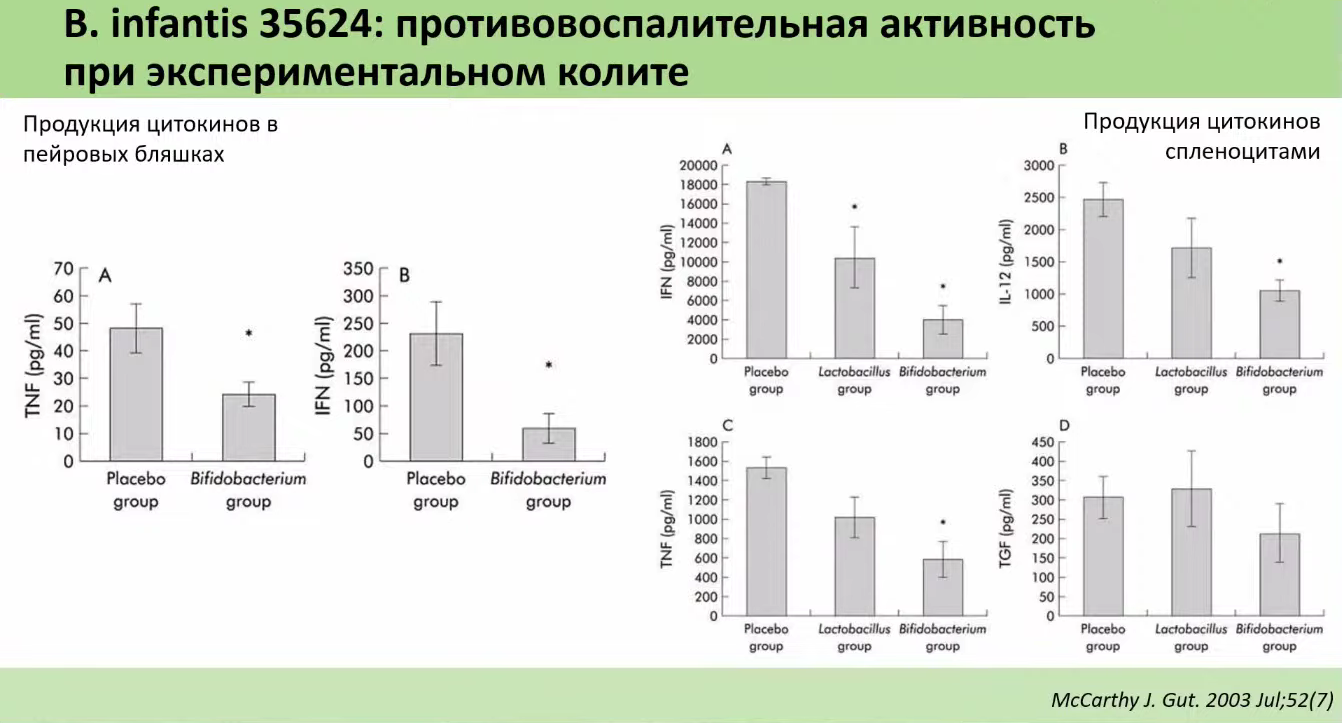 B. infantis 35624: противовоспалительная активность
при экспериментальном колите
Продукция цитокинов в
пейровых бляшках
A
TNF (pg/ml)
70
60
50
40
30
20
10
0
*
Placebo
group
Bifidobacterium
group
B
IFN (pg/ml)
350
300
250
200
150
100
50
0
*
Placebo
group
Bifidobacterium
group
Продукция цитокинов
спленоцитами
A
IFN (pg/ml)
20000
18000
16000
14000
12000
10000
8000
6000
4000
2000
0
*
*
Placebo
group
Lactobacillus
group
Bifidobacterium
group
B
IL-12 (pg/ml)
3000
2500
2000
1500
1000
500
0
*
Placebo
group
Lactobacillus
group
Bifidobacterium
group
C
TNF (pg/ml)
1800
1600
1400
1200
1000
800
600
400
200
0
*
Placebo
group
Lactobacillus
group
Bifidobacterium
group
D
TGF (pg/ml)
450
400
350
300
250
200
150
100
50
0
Placebo
group
Lactobacillus
group
Bifidobacterium
group
McCarthy J. Gut. 2003 Jul;52(7)